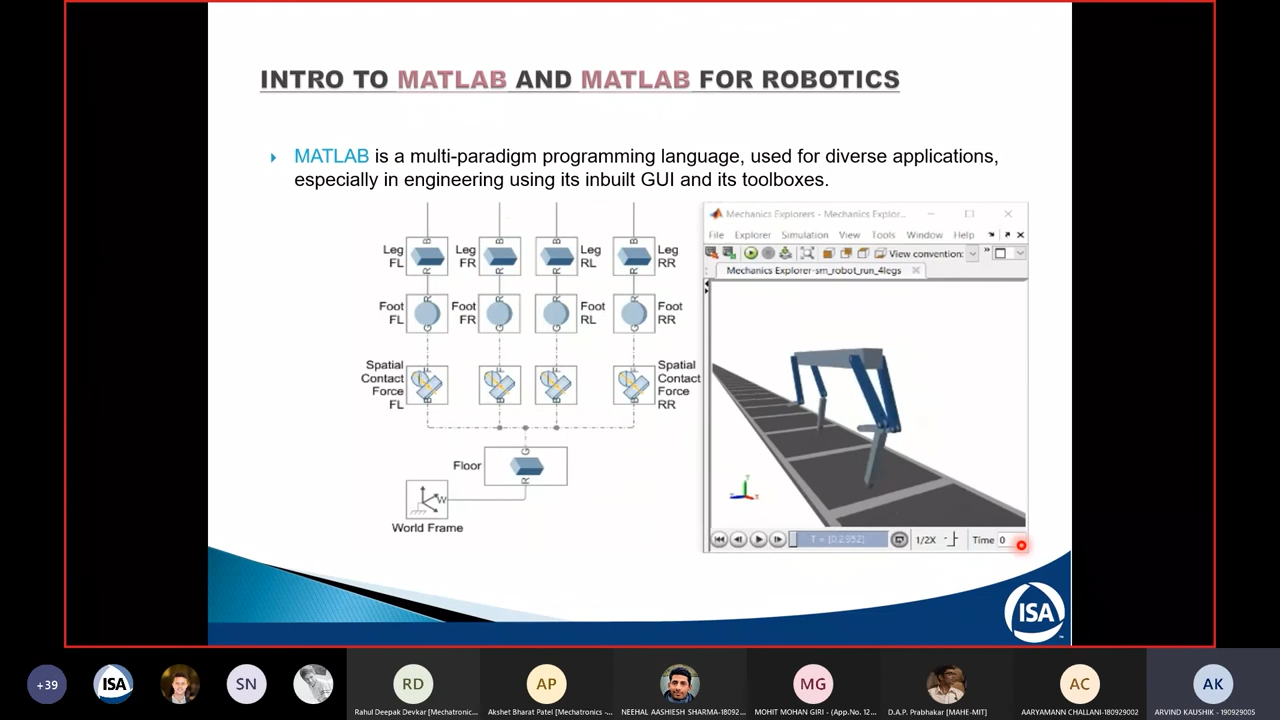 INTRO TO MATLAB AND MATLAB FOR ROBOTICS
MATLAB is a multi-paradigm programming language, used for diverse applications,
especially in engineering using its inbuilt GUI and its toolboxes.
B B B B
Leg FL
Leg FR
Leg RL
Leg RR
R R R R
R R R R
Foot FL
Foot FR
Foot RL
Foot RR
G G G G
Spatial
Contact
Force
FL
Spatial
Contact
Force
RR
F F F F
B B B B
G
Floor
R
W
World Frame
Mechanics Explorers - Mechanics Explor...
File Explorer Simulation View Tools Window Help
View convention:
Mechanics Explorer-sm_robot_run_4legs
1/2X
Time 0
ISA
+39
ISA
SN
RD
AP
MG
AC
AK
Rahul Deepak Devkar [Mechatronic...
Akshet Bharat Patel [Mechatronics -...
NEEHAL AASHIESH SHARMA-18092...
MOHIT MOHAN GIRI - (App.No. 12...
D.A.P. Prabhakar [MAHE-MIT]
AARYAMANN CHALLANI-180929002
ARVIND KAUSHIK - 190929005